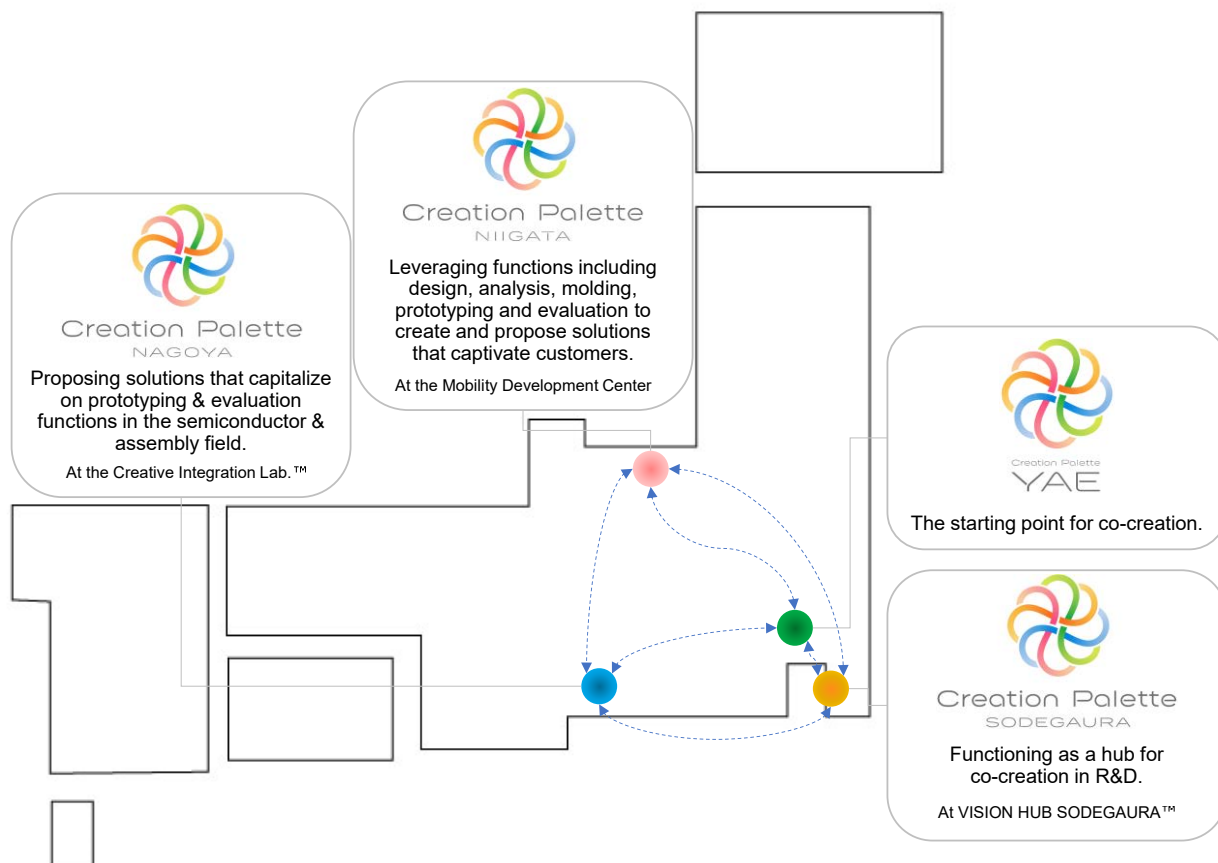 Creation Palette
NIIGATA
Leveraging functions including
design, analysis, molding,
prototyping and evaluation to
create and propose solutions
that captivate customers.
At the Mobility Development Center
Creation Palette
NAGOYA
Proposing solutions that capitalize
on prototyping & evaluation
functions in the semiconductor &
assembly field.
At the Creative Integration Lab.™
Creation Palette
YAE
The starting point for co-creation.
Creation Palette
SODEGAURA
Functioning as a hub for
co-creation in R&D.
At VISION HUB SODEGAURA™